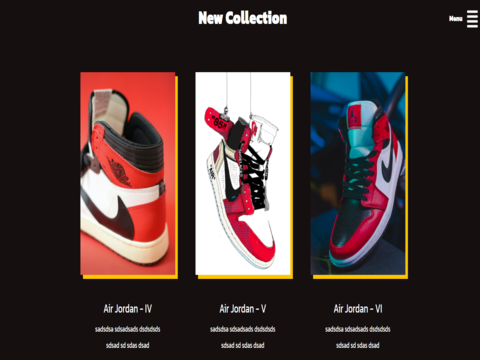 New Collection
Menu
"85"
Air Jordan - IV
sadsdsa sdsadsads dsdsdsds
sdsad sd sdas dsad
Air Jordan - V
sadsdsa sdsadsads dsdsdsds
sdsad sd sdas dsad
Air Jordan - VI
sadsdsa sdsadsads dsdsdsds
sdsad sd sdas dsad